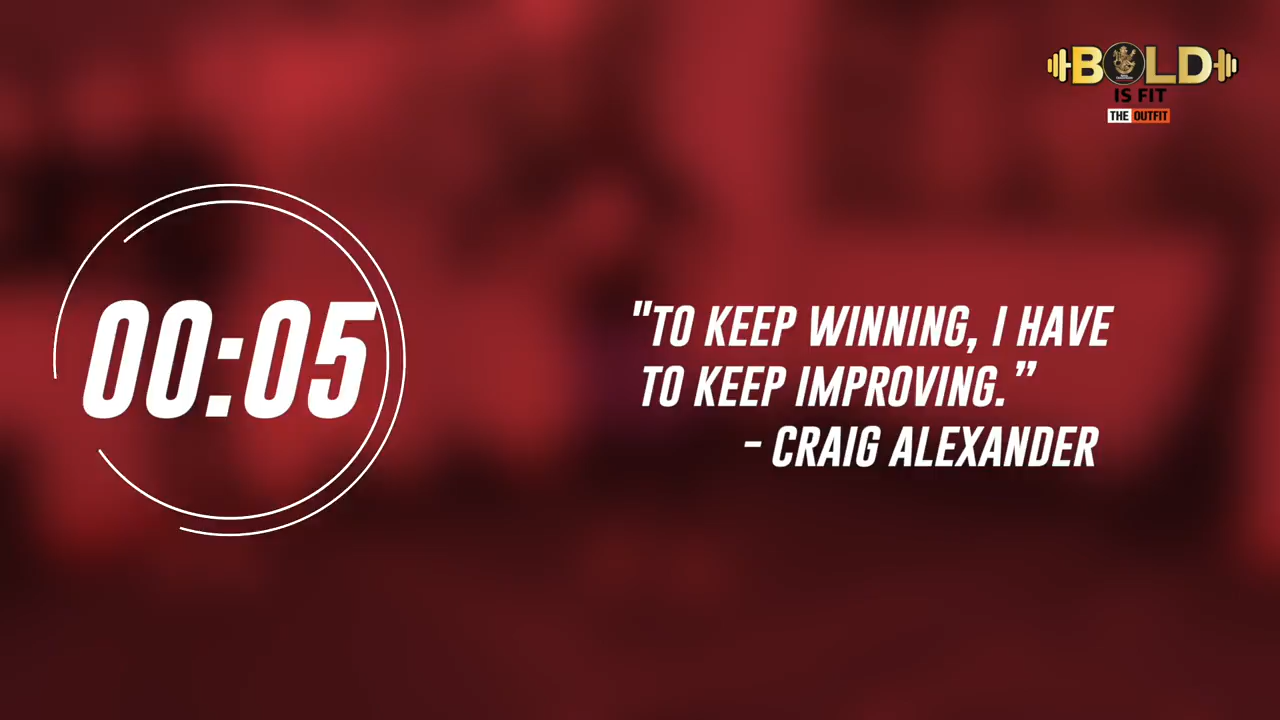 BOLD
IS FIT
THE OUTFIT
00:05
"TO KEEP WINNING, I HAVE
TO KEEP IMPROVING.”
- CRAIG ALEXANDER